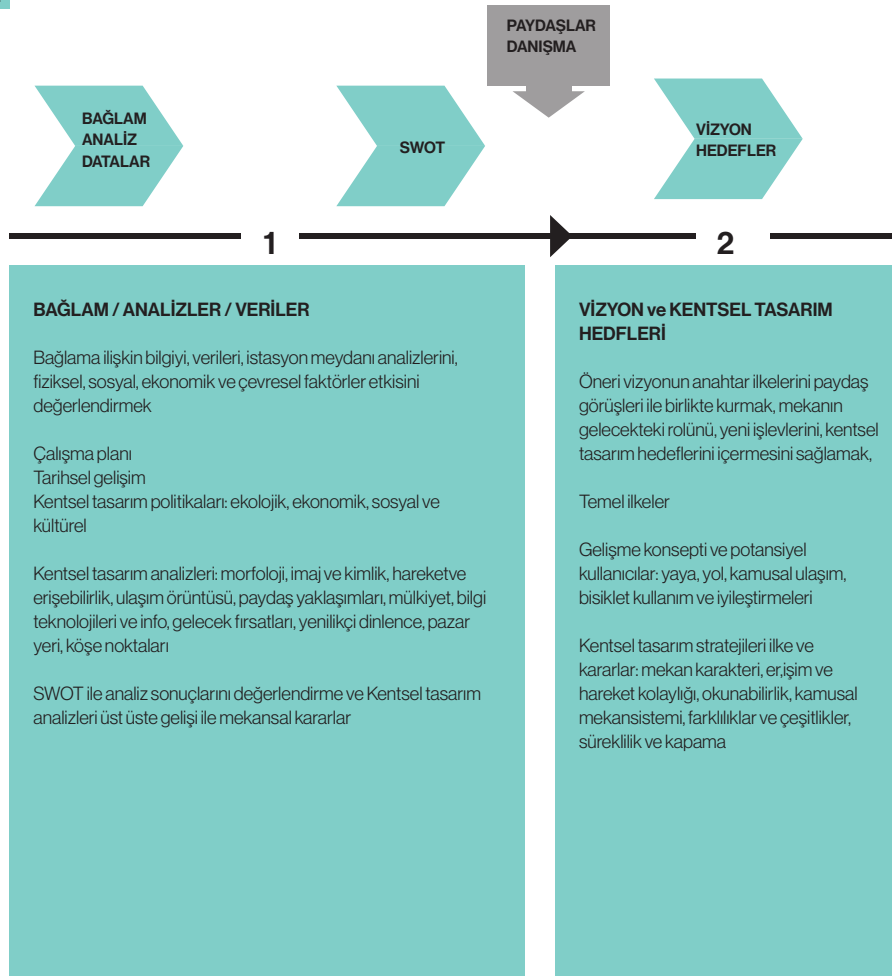 PAYDAŞLAR
DANIŞMA
BAĞLAM
ANALİZ
DATALAR
SWOT
VİZYON
HEDEFLER
1
2
BAĞLAM / ANALİZLER / VERİLER
Bağlama ilişkin bilgiyi, verileri, istasyon meydanı analizlerini,
fiziksel, sosyal, ekonomik ve çevresel faktörler etkisini
değerlendirmek
Çalışma planı
Tarihsel gelişim
Kentsel tasarım politikaları: ekolojik, ekonomik, sosyal ve
kültürel
Kentsel tasarım analizleri: morfoloji, imaj ve kimlik, hareketve
erişebilirlik, ulaşım örüntüsü, paydaş yaklaşımları, mülkiyet, bilgi
teknolojileri ve info, gelecek fırsatları, yenilikçi dinlence, pazar
yeri, köşe noktaları
SWOT ile analiz sonuçlarını değerlendirme ve Kentsel tasarım
analizleri üst üste gelişi ile mekansal kararlar
VİZYON ve KENTSEL TASARIM
HEDFLERİ
Öneri vizyonun anahtar ilkelerini paydaş
görüşleri ile birlikte kurmak, mekanın
gelecekteki rolünü, yeni işlevlerini, kentsel
tasarım hedeflerini içermesini sağlamak,
Temel ilkeler
Gelişme konsepti ve potansiyel
kullanıcılar: yaya, yol, kamusal ulaşım,
bisiklet kullanım ve iyileştirmeleri
Kentsel tasarım stratejileri ilke ve
kararlar: mekan karakteri, er,işim ve
hareket kolaylığı, okunabilirlik, kamusal
mekansistemi, farklılıklar ve çeşitlikler,
süreklilik ve kapama